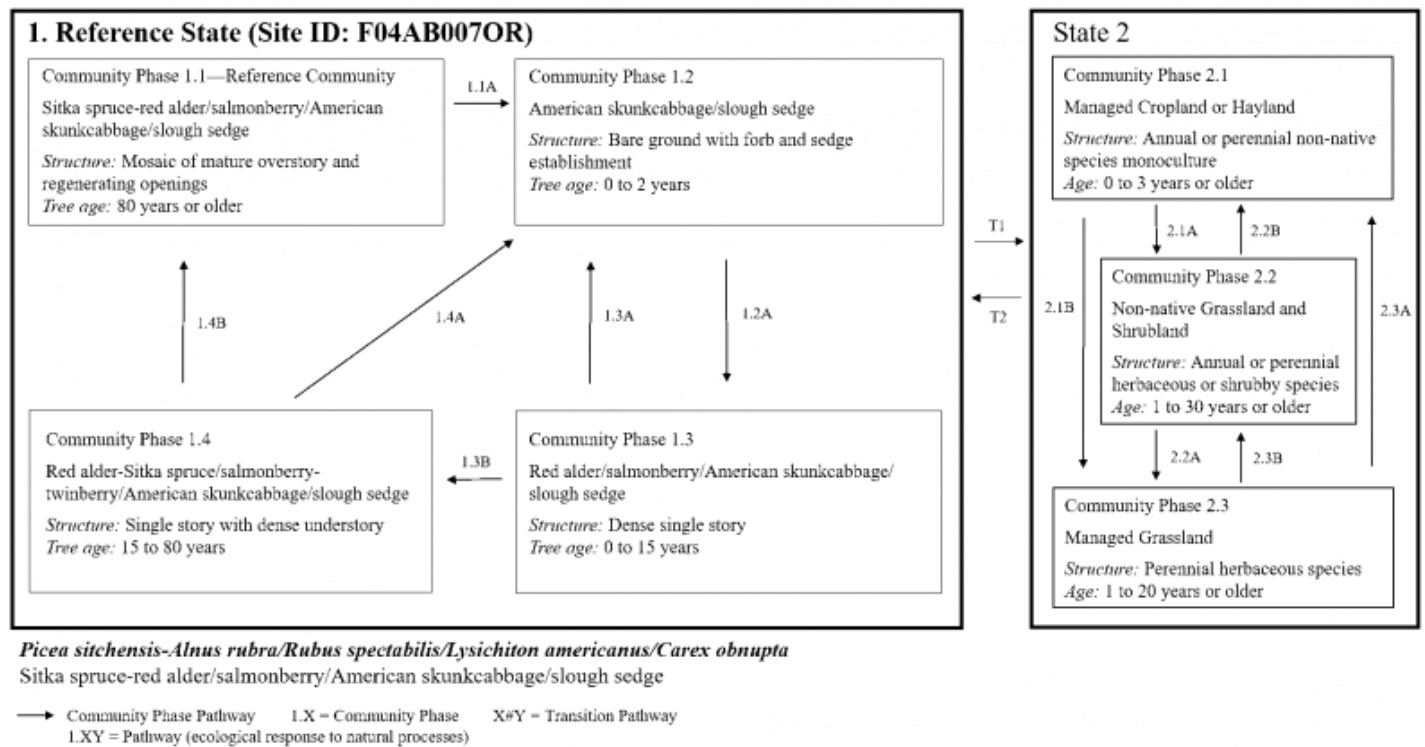 1. Reference State (Site ID: F04AB007OR)
Community Phase 1.1—Reference Community
Sitka spruce-red alder/salmonberry/American
skunkcabbage/slough sedge
Structure: Mosaic of mature overstory and
regenerating openings
Tree age: 80 years or older
1.1A
Community Phase 1.2
American skunkcabbage/slough sedge
Structure: Bare ground with forb and sedge
establishment
Tree age: 0 to 2 years
1.4B
1.4A
1.3A
1.2A
Community Phase 1.4
Red alder-Sitka spruce/salmonberry-
twinberry/American skunkcabbage/slough sedge
Structure: Single story with dense understory
Tree age: 15 to 80 years
1.3B
Community Phase 1.3
Red alder/salmonberry/American skunkcabbage/
slough sedge
Structure: Dense single story
Tree age: 0 to 15 years
T1
T2
State 2
Community Phase 2.1
Managed Cropland or Hayland
Structure: Annual or perennial non-native
species monoculture
Age: 0 to 3 years or older
2.1A
2.2B
2.1B
2.3A
Community Phase 2.2
Non-native Grassland and
Shrubland
Structure: Annual or perennial
herbaceous or shrubby species
Age: 1 to 30 years or older
2.2A
2.3B
Community Phase 2.3
Managed Grassland
Structure: Perennial herbaceous species
Age: 1 to 20 years or older
Picea sitchensis-Alnus rubra/Rubus spectabilis/Lysichiton americanus/Carex obnupta
Sitka spruce-red alder/salmonberry/American skunkcabbage/slough sedge
Community Phase Pathway 1.X = Community Phase X#Y = Transition Pathway
1.XY = Pathway (ecological response to natural processes)